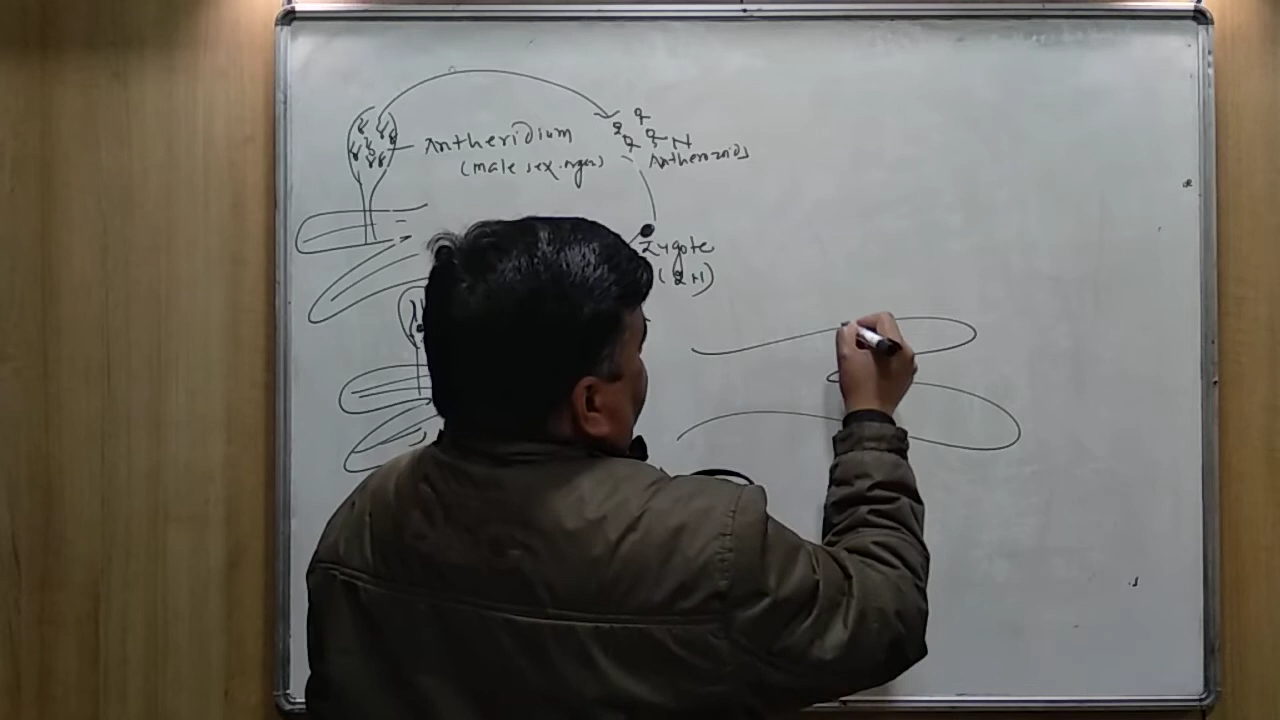 Antheridium
(male sex organ)
N
Antherozoids
Zygote
(2N)